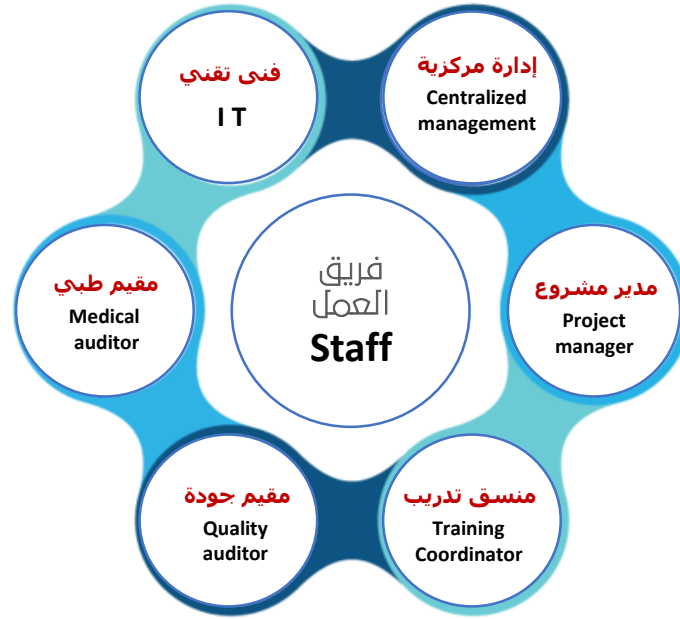 فنى تقني
I T
إدارة مركزية
Centralized
management
مقيم طبي
Medical
auditor
فريق
العمل
Staff
مدير مشروع
Project
manager
مقيم جودة
Quality
auditor
منسق تدريب
Training
Coordinator